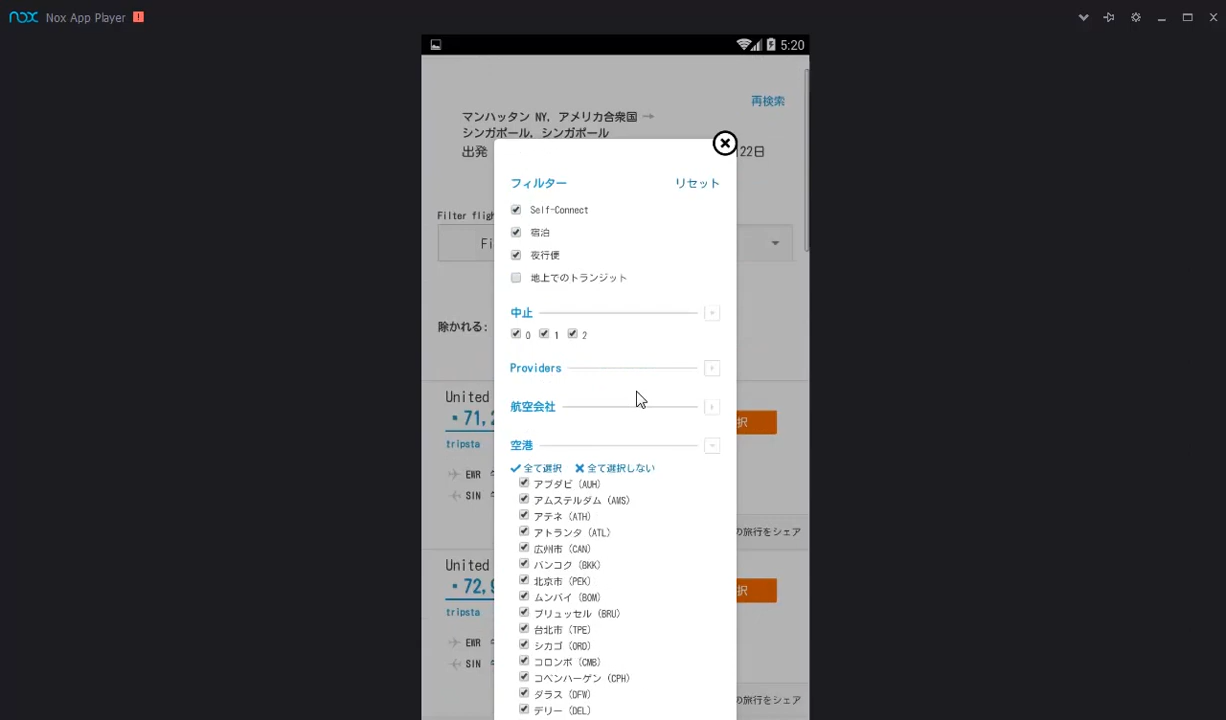 nox Nox App Player !
5:20
再検索
マンハッタン NY, アメリカ合衆国 →
シンガポール, シンガポール
出発
22日
フィルター リセット
Filter fligh
Self-Connect
宿泊
夜行便
Fi
地上でのトランジット
中止
除かれる:
0 1 2
Providers
United
航空会社
・71,
択
tripsta
空港
全て選択 全て選択しない
EWR
アブダビ (AUH)
SIN
アムステルダム (AMS)
アテネ (ATH)
アトランタ (ATL)
の旅行をシェア
広州市 (CAN)
United
バンコク (BKK)
北京市 (PEK)
・72,
択
ムンバイ (BOM)
tripsta
ブリュッセル (BRU)
台北市 (TPE)
EWR
シカゴ (ORD)
SIN
コロンボ (CMB)
コペンハーゲン (CPH)
ダラス (DFW)
の旅行をシェア
デリー (DEL)